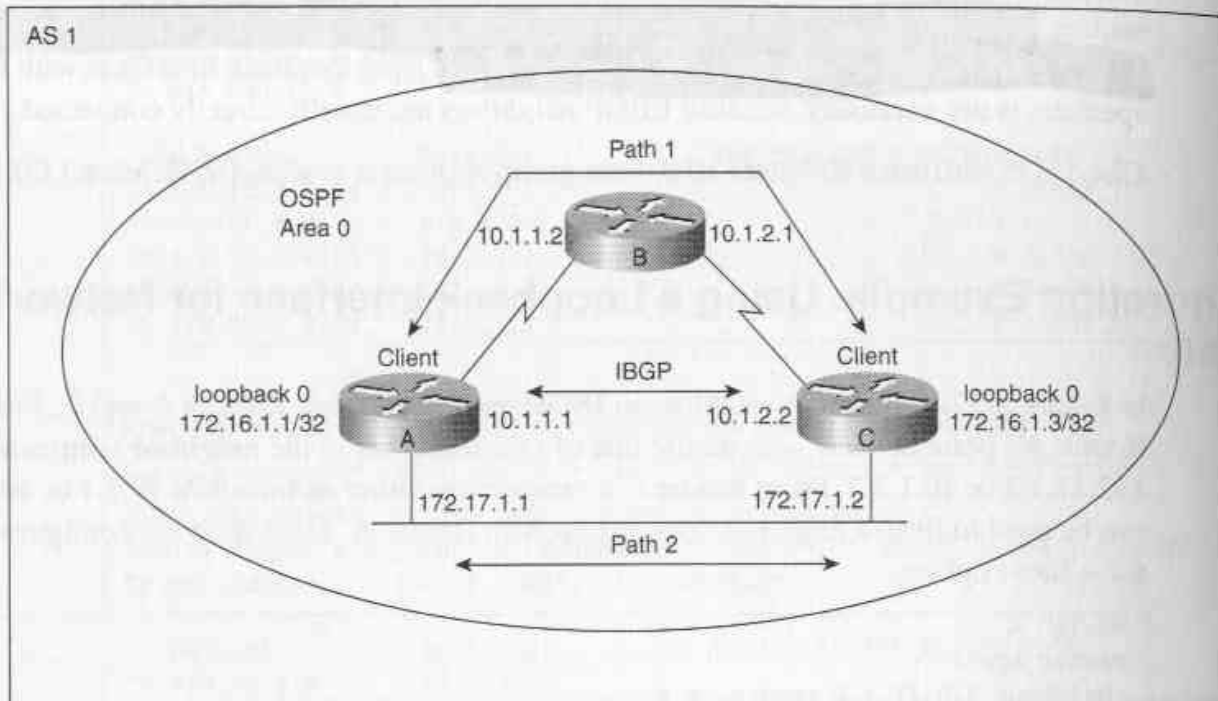 AS 1
Path 1
OSPF
Area 0
10.1.1.2
10.1.2.1
B
Client
Client
IBGP
loopback 0
172.16.1.1/32
10.1.1.1
10.1.2.2
loopback 0
172.16.1.3/32
A
C
172.17.1.1
172.17.1.2
Path 2